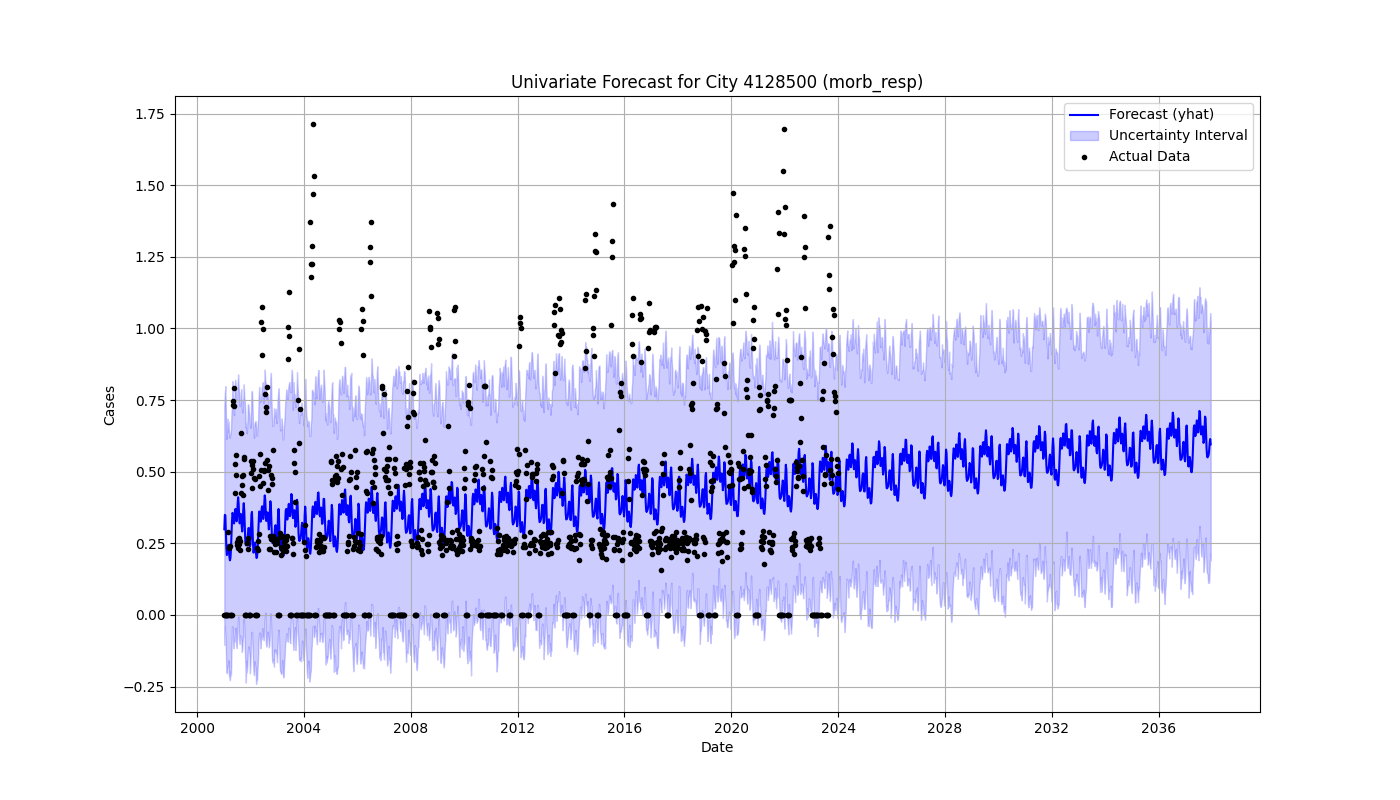 Univariate Forecast for City 4128500 (morb_resp)
Forecast (yhat)
Uncertainty Interval
Actual Data
Cases
1.75
1.50
1.25
1.00
0.75
0.50
0.25
0.00
−0.25
2000 2004 2008 2012 2016 2020 2024 2028 2032 2036
Date